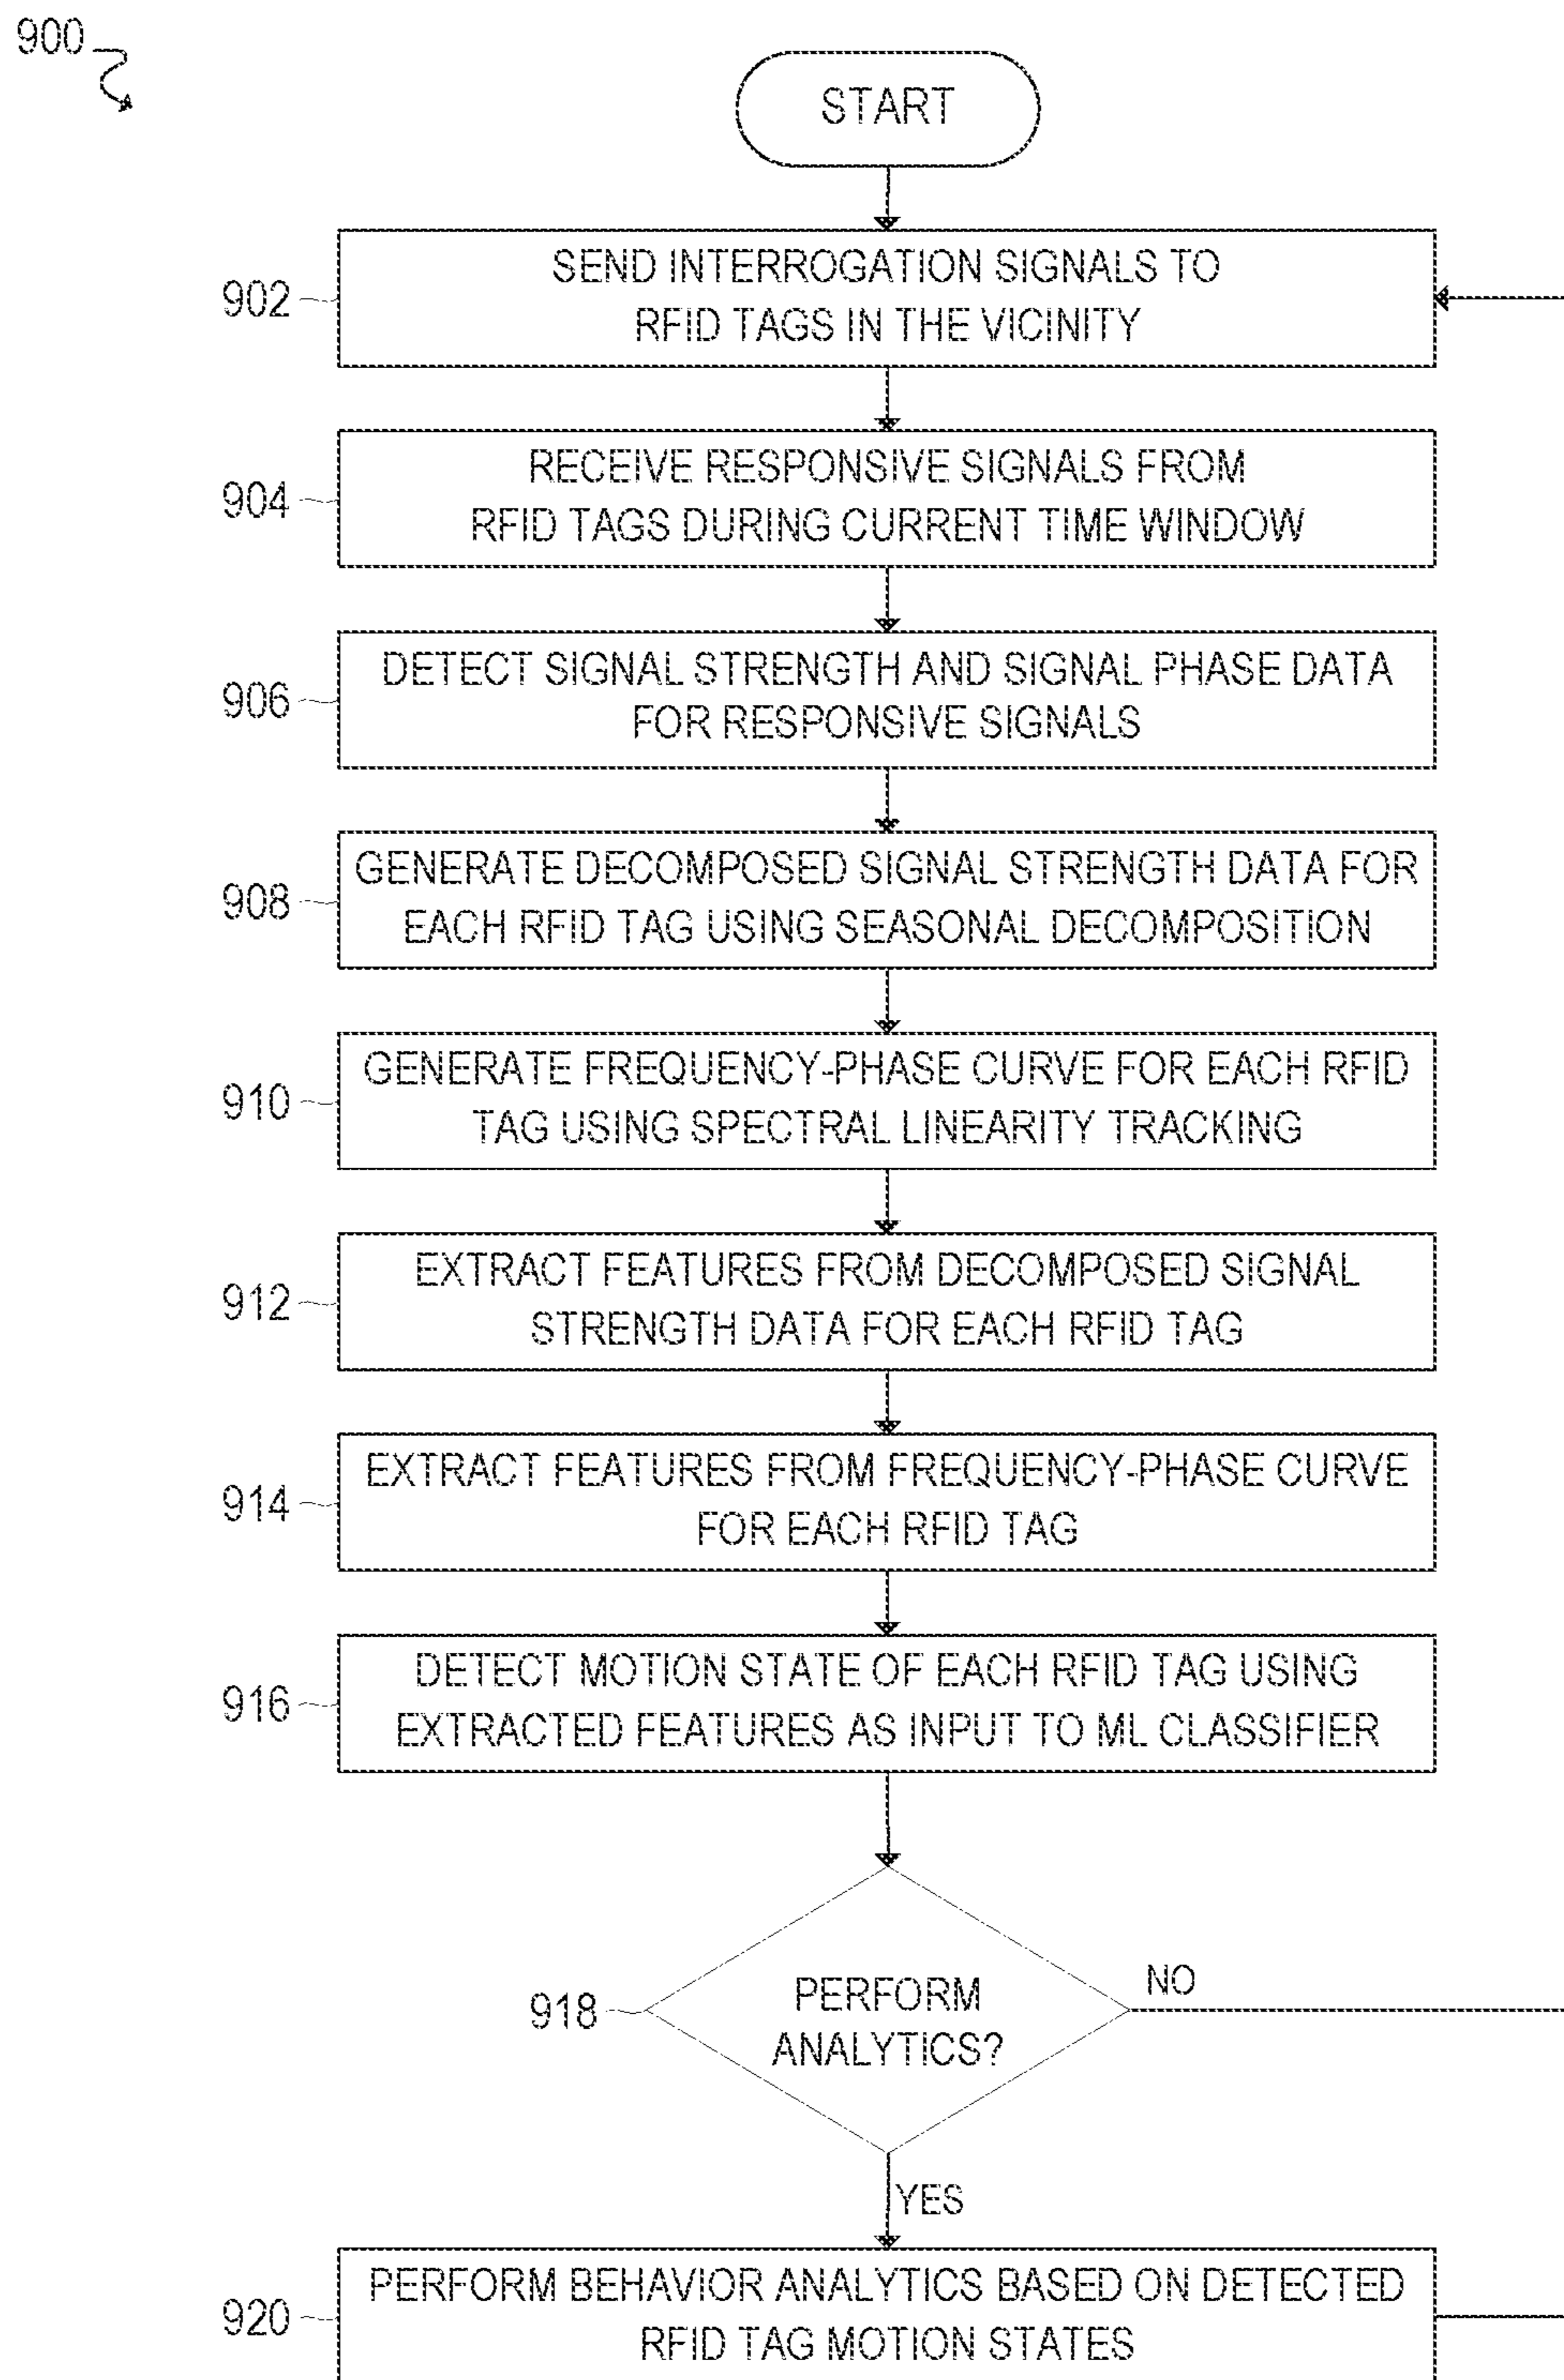 900
START
902
SEND INTERROGATION SIGNALS TO
RFID TAGS IN THE VICINITY
904
RECEIVE RESPONSIVE SIGNALS FROM
RFID TAGS DURING CURRENT TIME WINDOW
906
DETECT SIGNAL STRENGTH AND SIGNAL PHASE DATA
FOR RESPONSIVE SIGNALS
908
GENERATE DECOMPOSED SIGNAL STRENGTH DATA FOR
EACH RFID TAG USING SEASONAL DECOMPOSITION
910
GENERATE FREQUENCY-PHASE CURVE FOR EACH RFID
TAG USING SPECTRAL LINEARITY TRACKING
912
EXTRACT FEATURES FROM DECOMPOSED SIGNAL
STRENGTH DATA FOR EACH RFID TAG
914
EXTRACT FEATURES FROM FREQUENCY-PHASE CURVE
FOR EACH RFID TAG
916
DETECT MOTION STATE OF EACH RFID TAG USING
EXTRACTED FEATURES AS INPUT TO ML CLASSIFIER
918
PERFORM
ANALYTICS?
NO
YES
920
PERFORM BEHAVIOR ANALYTICS BASED ON DETECTED
RFID TAG MOTION STATES